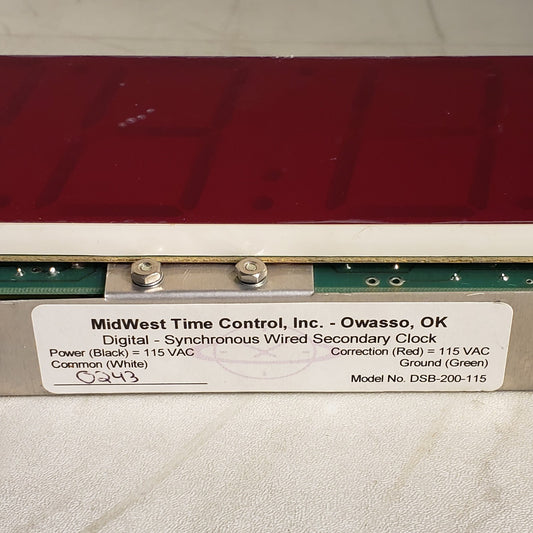 MidWest Time Control, Inc. - Owasso, OK
Digital - Synchronous Wired Secondary Clock
Power (Black) = 115 VAC Correction (Red) = 115 VAC
Common (White) Ground (Green)
0243 Model No. DSB-200-115